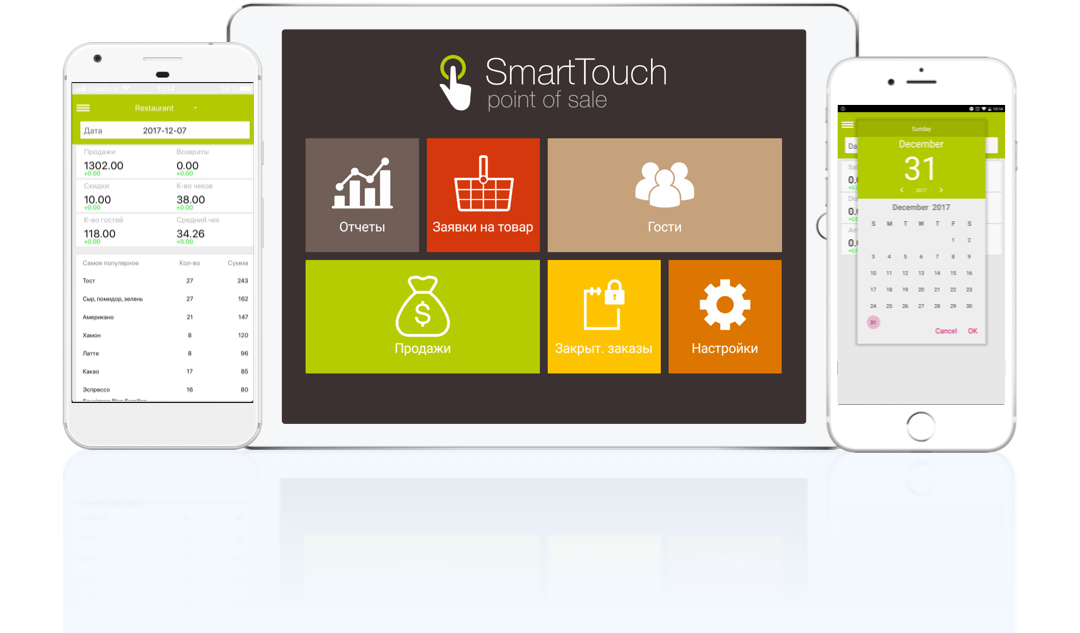 Restaurant
Дата 2017-12-07
Продажи Возвраты
1302.00 0.00
+0.00 +0.00
Скидки К-во чеков
10.00 38.00
+0.00 +0.00
К-во гостей Средний чек
118.00 34.26
+0.00 +0.00
Самое популярное Кол-во Сумма
Тост 27 243
Сыр, помидор, зелень 27 162
Американо 21 147
Хамон 8 120
Латте 8 96
Какао 17 85
Эспрессо 16 80
SmartTouch
point of sale
Отчеты
Заявки на товар
Гости
Продажи
Закрыт. заказы
Настройки
Sunday
December
31
2017
December 2017
S M T W T F S
1 2
3 4 5 6 7 8 9
10 11 12 13 14 15 16
17 18 19 20 21 22 23
24 25 26 27 28 29 30
31
Cancel OK